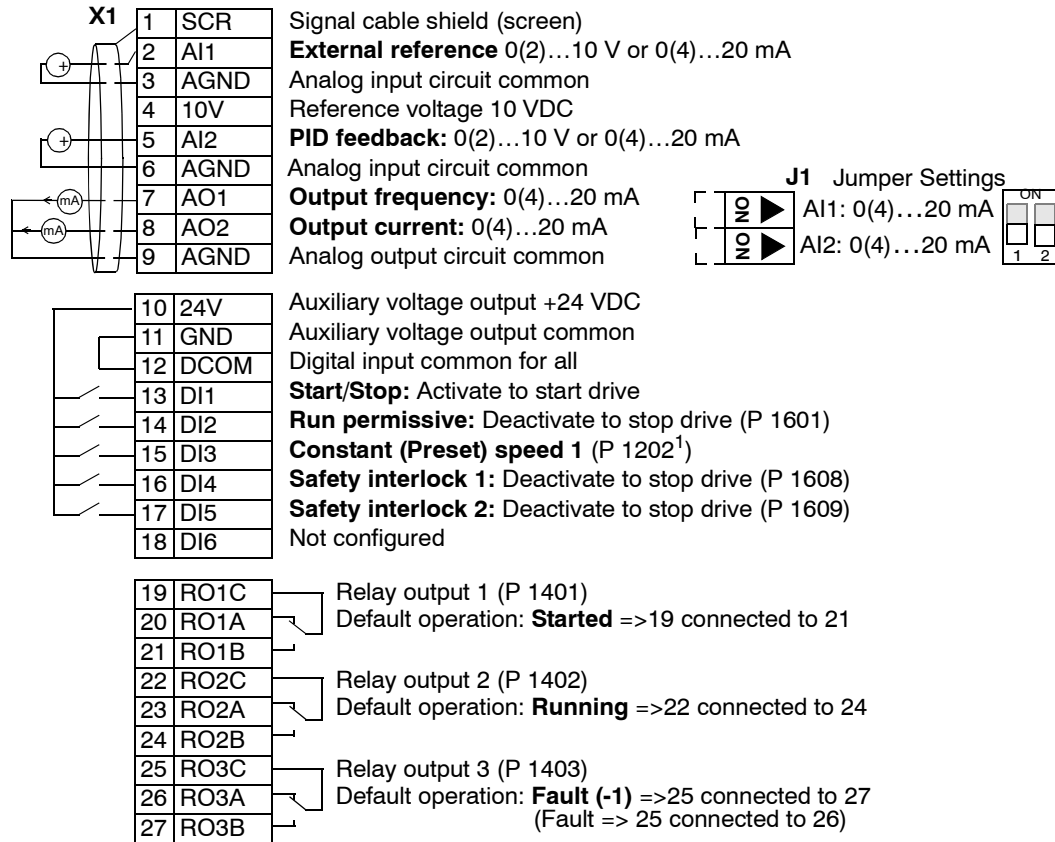 X1
1 SCR Signal cable shield (screen)
2 AI1 External reference 0(2)…10 V or 0(4)…20 mA
3 AGND Analog input circuit common
4 10V Reference voltage 10 VDC
5 AI2 PID feedback: 0(2)…10 V or 0(4)…20 mA
6 AGND Analog input circuit common
7 AO1 Output frequency: 0(4)…20 mA
8 AO2 Output current: 0(4)…20 mA
9 AGND Analog output circuit common
+
+
mA
mA
J1 Jumper Settings
ON AI1: 0(4)…20 mA
ON AI2: 0(4)…20 mA
ON
1 2
10 24V Auxiliary voltage output +24 VDC
11 GND Auxiliary voltage output common
12 DCOM Digital input common for all
13 DI1 Start/Stop: Activate to start drive
14 DI2 Run permissive: Deactivate to stop drive (P 1601)
15 DI3 Constant (Preset) speed 1 (P 1202¹)
16 DI4 Safety interlock 1: Deactivate to stop drive (P 1608)
17 DI5 Safety interlock 2: Deactivate to stop drive (P 1609)
18 DI6 Not configured
19 RO1C Relay output 1 (P 1401)
20 RO1A Default operation: Started =>19 connected to 21
21 RO1B
22 RO2C Relay output 2 (P 1402)
23 RO2A Default operation: Running =>22 connected to 24
24 RO2B
25 RO3C Relay output 3 (P 1403)
26 RO3A Default operation: Fault (-1) =>25 connected to 27
27 RO3B (Fault => 25 connected to 26)